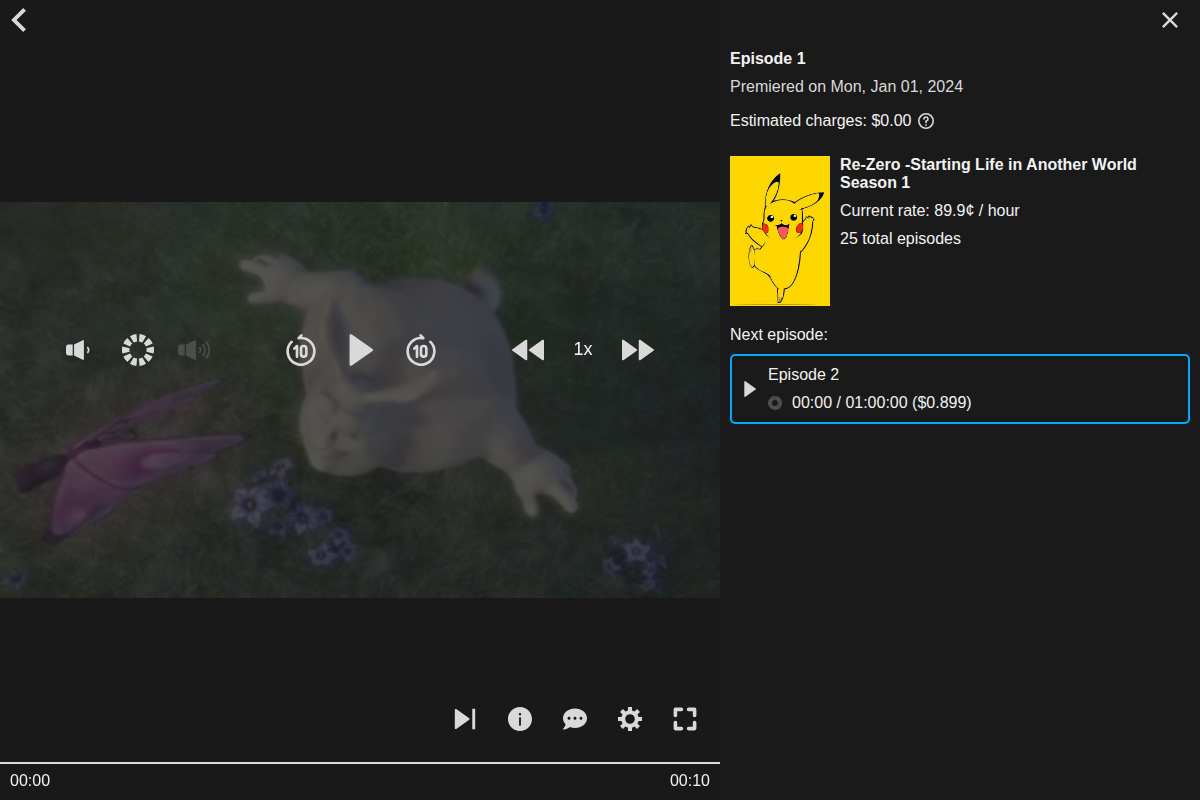 Episode 1
Premiered on Mon, Jan 01, 2024
Estimated charges: $0.00
Re-Zero -Starting Life in Another World
Season 1
Current rate: 89.9¢ / hour
25 total episodes
Next episode:
Episode 2
00:00 / 01:00:00 ($0.899)
10
10
1x
00:00
00:10